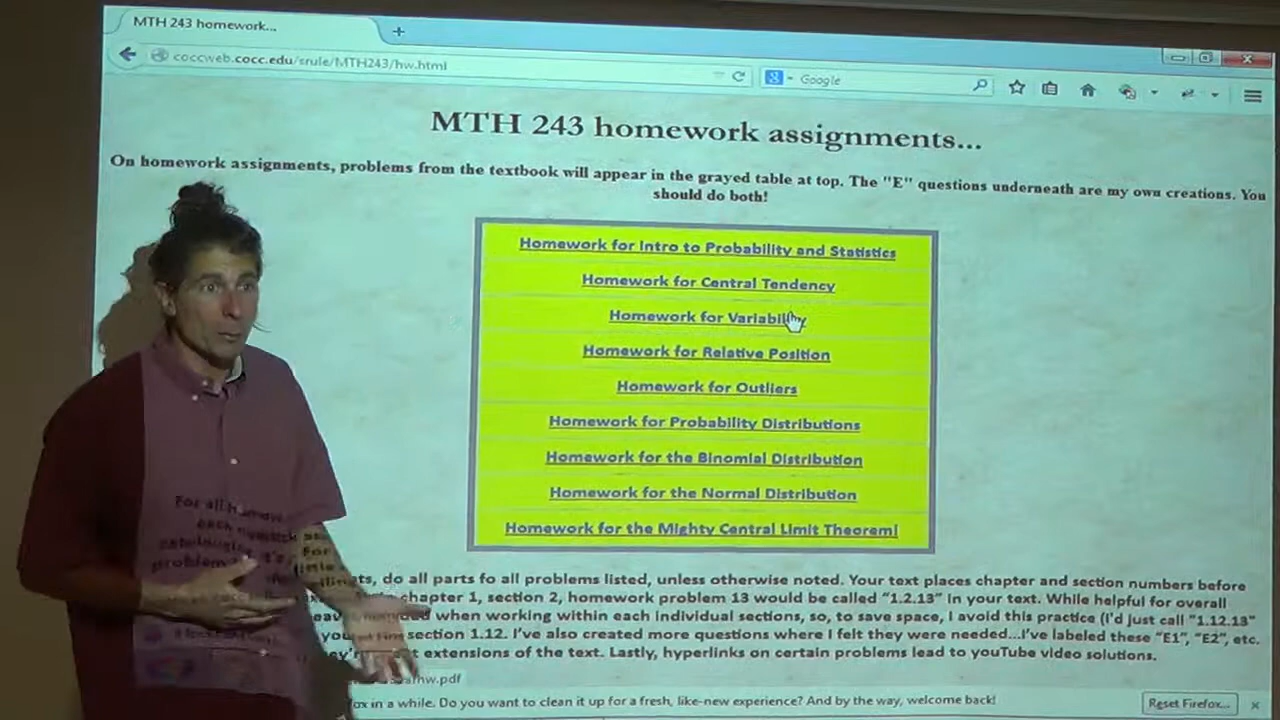 MTH 243 homework...
coccweb.cocc.edu/srule/MTH243/hw.html
Google
MTH 243 homework assignments...
On homework assignments, problems from the textbook will appear in the grayed table at top. The "E" questions underneath are my own creations. You
should do both!
Homework for Intro to Probability and Statistics
Homework for Central Tendency
Homework for Variability
Homework for Relative Position
Homework for Outliers
Homework for Probability Distributions
Homework for the Binomial Distribution
Homework for the Normal Distribution
Homework for the Mighty Central Limit Theorem!
For all
do all parts fo all problems listed, unless otherwise noted. Your text places chapter and section numbers before
each
chapter 1, section 2, homework problem 13 would be called "1.2.13" in your text. While helpful for overall
when working within each individual sections, so, to save space, I avoid this practice (I'd just call "1.12.13"
problem
section 1.12. I've also created more questions where I felt they were needed...I've labeled these "E1", "E2", etc.
extensions of the text. Lastly, hyperlinks on certain problems lead to youTube video solutions.
hw.pdf
in a while. Do you want to clean it up for a fresh, like-new experience? And by the way, welcome back!
Reset Firefox...